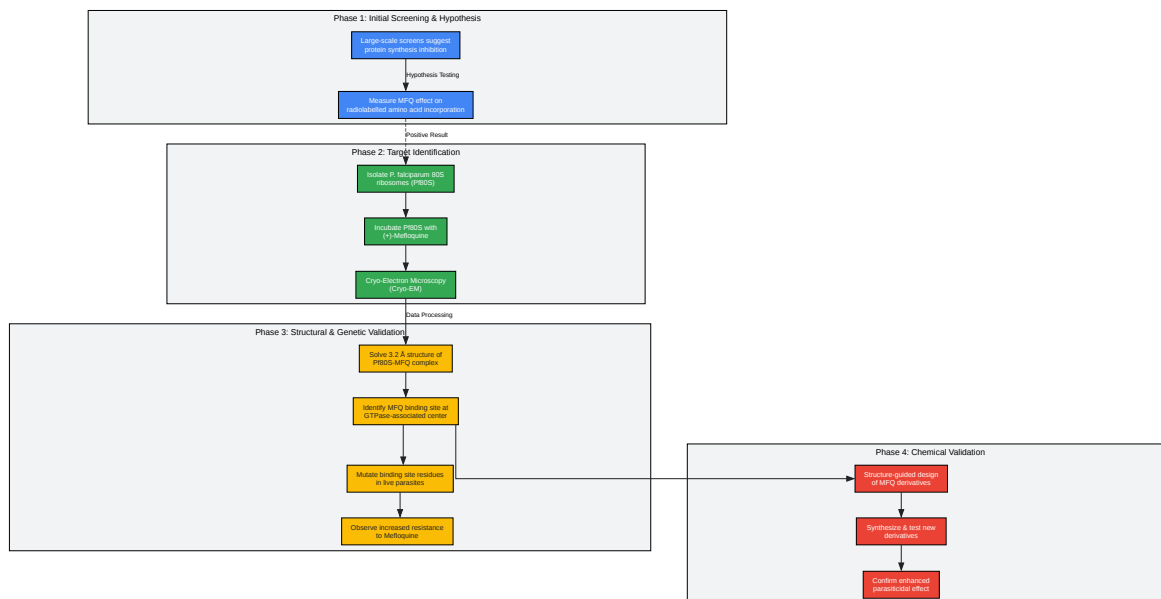 Phase 1: Initial Screening & Hypothesis
Large-scale screens suggest
protein synthesis inhibition
Hypothesis Testing
Measure MFQ effect on
radiolabelled amino acid incorporation
Positive Result
Phase 2: Target Identification
Isolate P. falciparum 80S
ribosomes (Pf80S)
Incubate Pf80S with
(+)-Mefloquine
Cryo-Electron Microscopy
(Cryo-EM)
Data Processing
Phase 3: Structural & Genetic Validation
Solve 3.2 Å structure of
Pf80S-MFQ complex
Identify MFQ binding site at
GTPase-associated center
Mutate binding site residues
in live parasites
Observe increased resistance
to Mefloquine
Phase 4: Chemical Validation
Structure-guided design
of MFQ derivatives
Synthesize & test new
derivatives
Confirm enhanced
parasiticidal effect